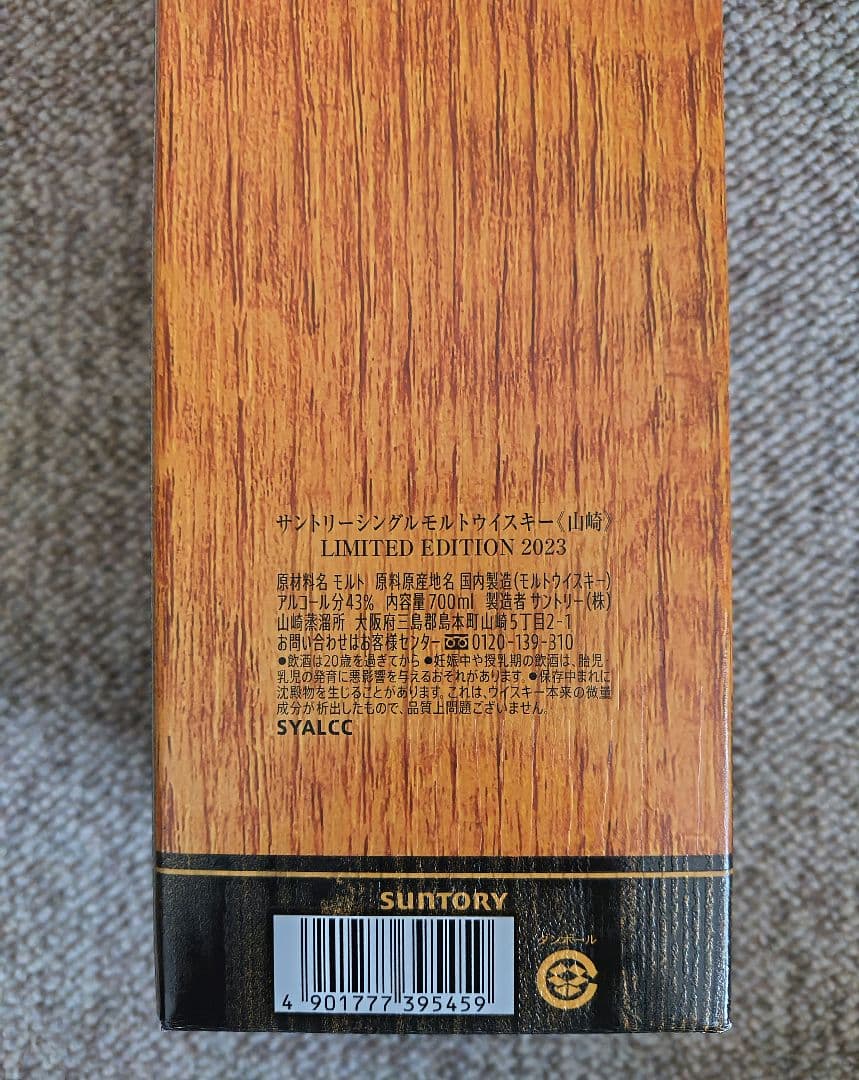 サントリーシングルモルトウイスキー《山崎》
LIMITED EDITION 2023
原材料名 モルト 原料原産地名 国内製造(モルトウイスキー)
アルコール分43% 内容量700ml 製造者 サントリー(株)
山崎蒸溜所 大阪府三島郡島本町山崎5丁目2-1
お問い合わせはお客様センター 0120-139-310
●飲酒は20歳を過ぎてから ●妊娠中や授乳期の飲酒は、胎児・
乳児の発育に悪影響を与えるおそれがあります。●保存中まれに
沈殿物を生じることがあります。これは、ウイスキー本来の微量
成分が析出したもので、品質上問題ございません。
SYALCC
SUNTORY
ダンボール
4 901777 395459